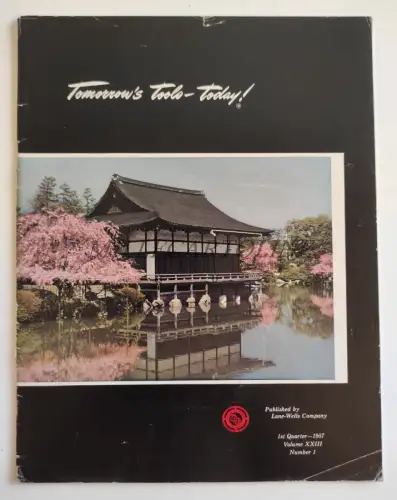 Tomorrow's Tools—Today!
®
Published by
Lane-Wells Company
1st Quarter—1957
Volume XXIII
Number 1